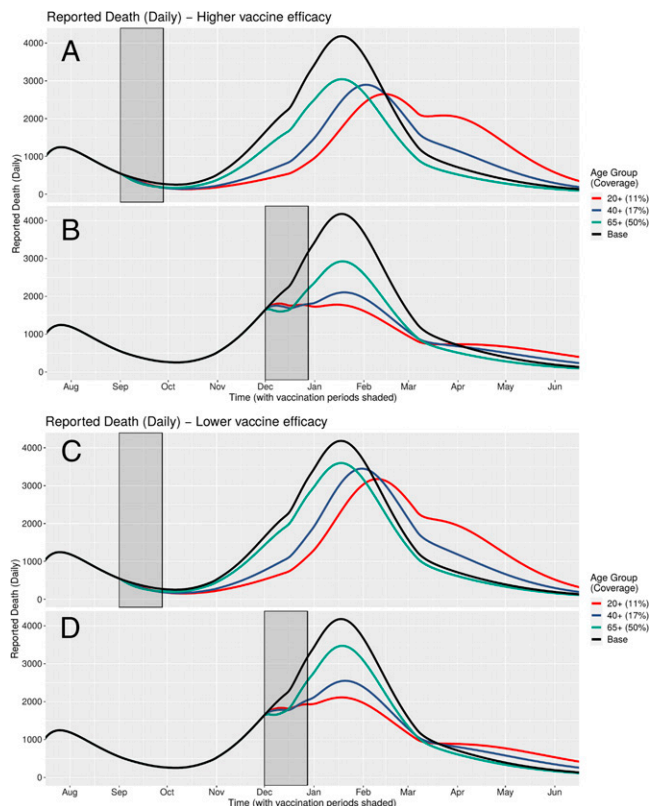 Reported Death (Daily) – Higher vaccine efficacy
A
4000
3000
2000
1000
0
B
4000
3000
2000
1000
0
Reported Death (Daily)
Aug Sep Oct Nov Dec Jan Feb Mar Apr May Jun
Time (with vaccination periods shaded)
Age Group
(Coverage)
20+ (11%)
40+ (17%)
65+ (50%)
Base
Reported Death (Daily) – Lower vaccine efficacy
C
4000
3000
2000
1000
0
D
4000
3000
2000
1000
0
Reported Death (Daily)
Aug Sep Oct Nov Dec Jan Feb Mar Apr May Jun
Time (with vaccination periods shaded)
Age Group
(Coverage)
20+ (11%)
40+ (17%)
65+ (50%)
Base